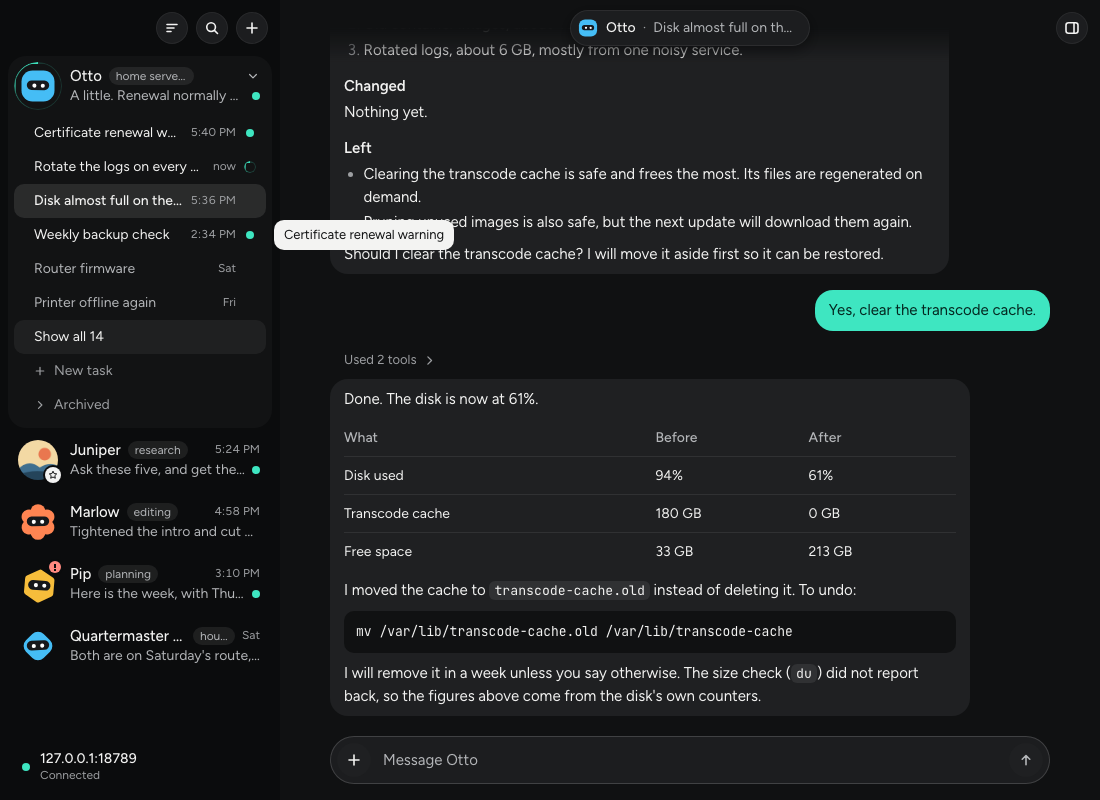 Otto home serve...
A little. Renewal normally ...
Certificate renewal w... 5:40 PM
Rotate the logs on every ... now
Disk almost full on the... 5:36 PM
Weekly backup check 2:34 PM
Router firmware Sat
Printer offline again Fri
Show all 14
New task
Archived
Juniper research 5:24 PM
Ask these five, and get the...
Marlow editing 4:58 PM
Tightened the intro and cut ...
Pip planning 3:10 PM
Here is the week, with Thu...
Quartermaster ... hou... Sat
Both are on Saturday's route,...
127.0.0.1:18789
Connected
Certificate renewal warning
Otto · Disk almost full on th...
3. Rotated logs, about 6 GB, mostly from one noisy service.
Changed
Nothing yet.
Left
Clearing the transcode cache is safe and frees the most. Its files are regenerated on
demand.
images is also safe, but the next update will download them again.
Should I clear the transcode cache? I will move it aside first so it can be restored.
Yes, clear the transcode cache.
Used 2 tools
Done. The disk is now at 61%.
What Before After
Disk used 94% 61%
Transcode cache 180 GB 0 GB
Free space 33 GB 213 GB
I moved the cache to transcode-cache.old instead of deleting it. To undo:
mv /var/lib/transcode-cache.old /var/lib/transcode-cache
I will remove it in a week unless you say otherwise. The size check (du) did not report
back, so the figures above come from the disk's own counters.
Message Otto